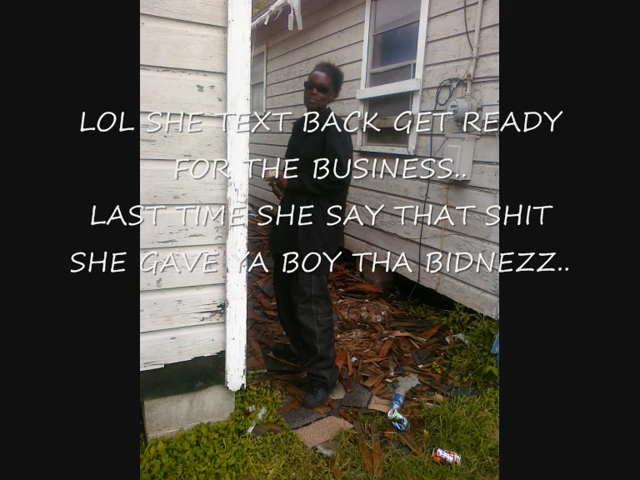 LOL SHE TEXT BACK GET READY
FOR THE BUSINESS..
LAST TIME SHE SAY THAT SHIT
SHE GAVE YA BOY THA BIDNEZZ..